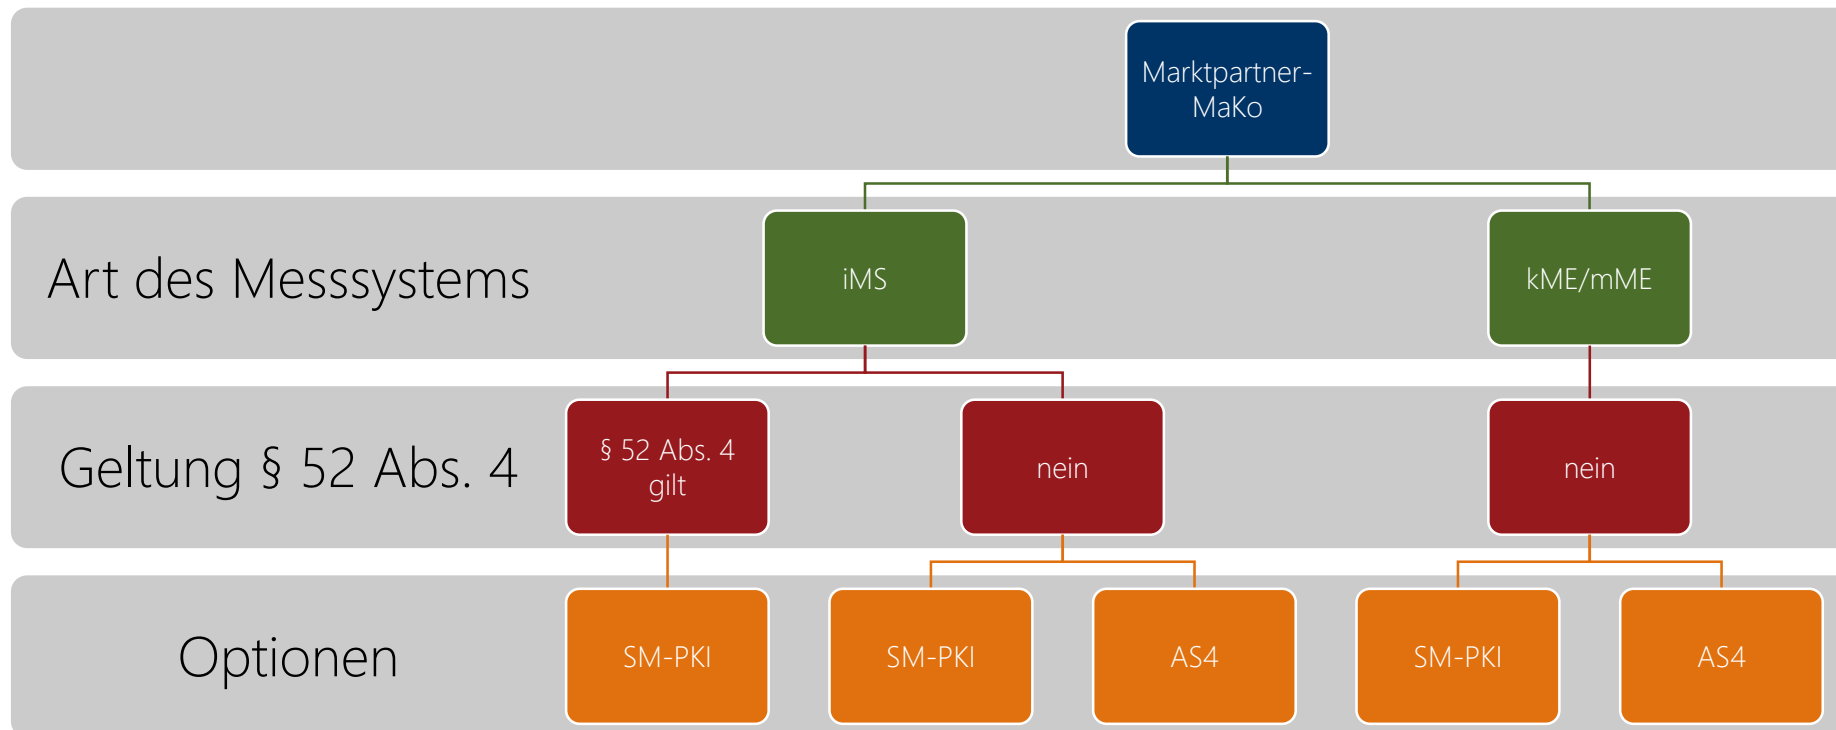 Marktpartner-
MaKo
Art des Messsystems
iMS
kME/mME
Geltung § 52 Abs. 4
§ 52 Abs. 4
gilt
nein
nein
Optionen
SM-PKI
SM-PKI
AS4
SM-PKI
AS4